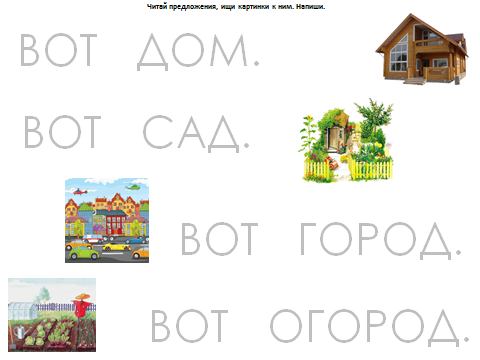 Читай предложения, ищи картинки к ним. Напиши.
ВОТ ДОМ.
ВОТ САД.
ВОТ ГОРОД.
ВОТ ОГОРОД.